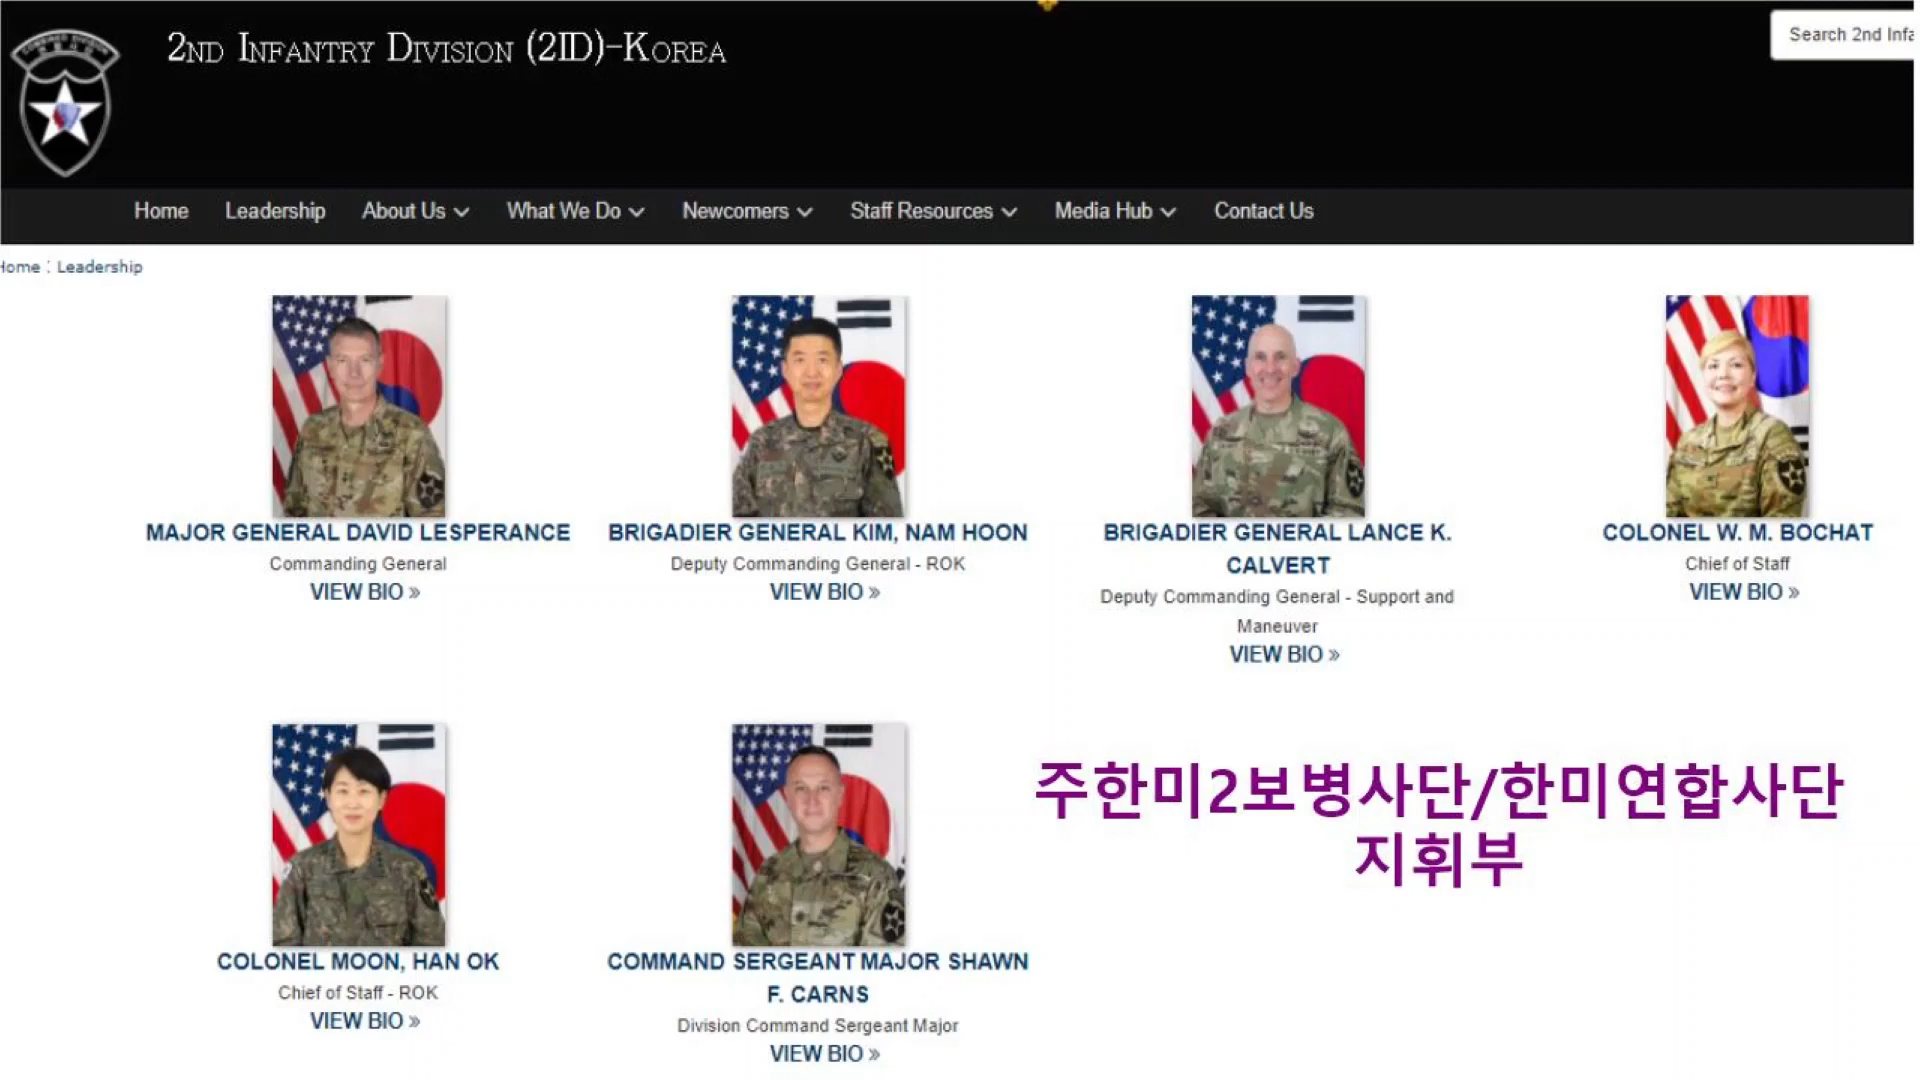 2ND INFANTRY DIVISION (2ID)-KOREA
Search 2nd Infa
Home Leadership About Us What We Do Newcomers Staff Resources Media Hub Contact Us
Home : Leadership
MAJOR GENERAL DAVID LESPERANCE
Commanding General
VIEW BIO »
BRIGADIER GENERAL KIM, NAM HOON
Deputy Commanding General - ROK
VIEW BIO »
BRIGADIER GENERAL LANCE K.
CALVERT
Deputy Commanding General - Support and
Maneuver
VIEW BIO »
COLONEL W. M. BOCHAT
Chief of Staff
VIEW BIO »
COLONEL MOON, HAN OK
Chief of Staff - ROK
VIEW BIO »
COMMAND SERGEANT MAJOR SHAWN
F. CARNS
Division Command Sergeant Major
VIEW BIO »
주한미2보병사단/한미연합사단
지휘부